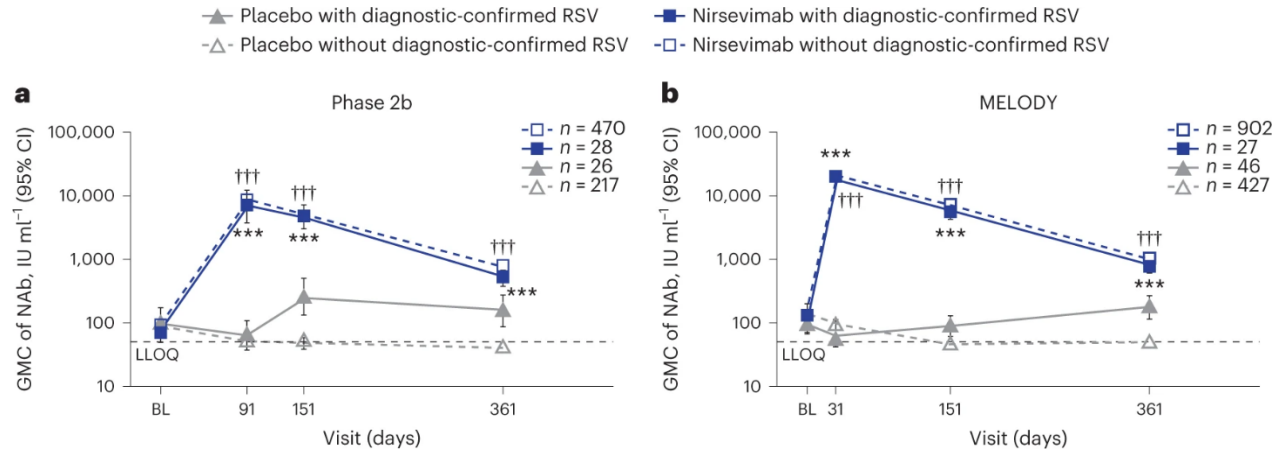 Placebo with diagnostic-confirmed RSV
Nirsevimab with diagnostic-confirmed RSV
Placebo without diagnostic-confirmed RSV
Nirsevimab without diagnostic-confirmed RSV
a
Phase 2b
GMC of NAb, IU ml⁻¹ (95% CI)
100,000
10,000
1,000
100
10
n = 470
n = 28
n = 26
n = 217
†††
†††
***
***
†††
***
LLOQ
BL 91 151 361
Visit (days)
b
MELODY
GMC of NAb, IU ml⁻¹ (95% CI)
100,000
10,000
1,000
100
10
n = 902
n = 27
n = 46
n = 427
***
†††
†††
***
†††
***
LLOQ
BL 31 151 361
Visit (days)